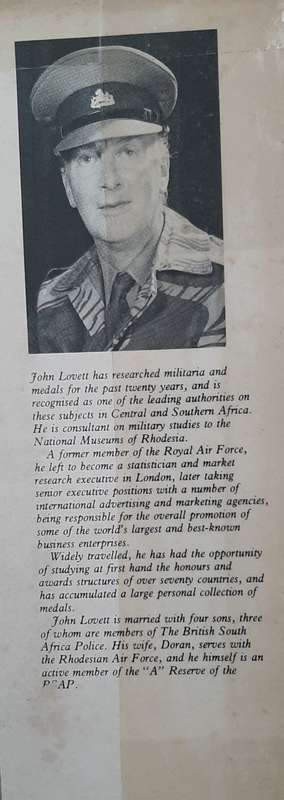 John Lovett has researched militaria and
medals for the past twenty years, and is
recognised as one of the leading authorities on
these subjects in Central and Southern Africa.
He is consultant on military studies to the
National Museums of Rhodesia.
A former member of the Royal Air Force,
he left to become a statistician and market
research executive in London, later taking
senior executive positions with a number of
international advertising and marketing agencies,
being responsible for the overall promotion of
some of the world's largest and best-known
business enterprises.
Widely travelled, he has had the opportunity
of studying at first hand the honours and
awards structures of over seventy countries, and
has accumulated a large personal collection of
medals.
John Lovett is married with four sons, three
of whom are members of The British South
Africa Police. His wife, Doran, serves with
the Rhodesian Air Force, and he himself is an
active member of the "A" Reserve of the